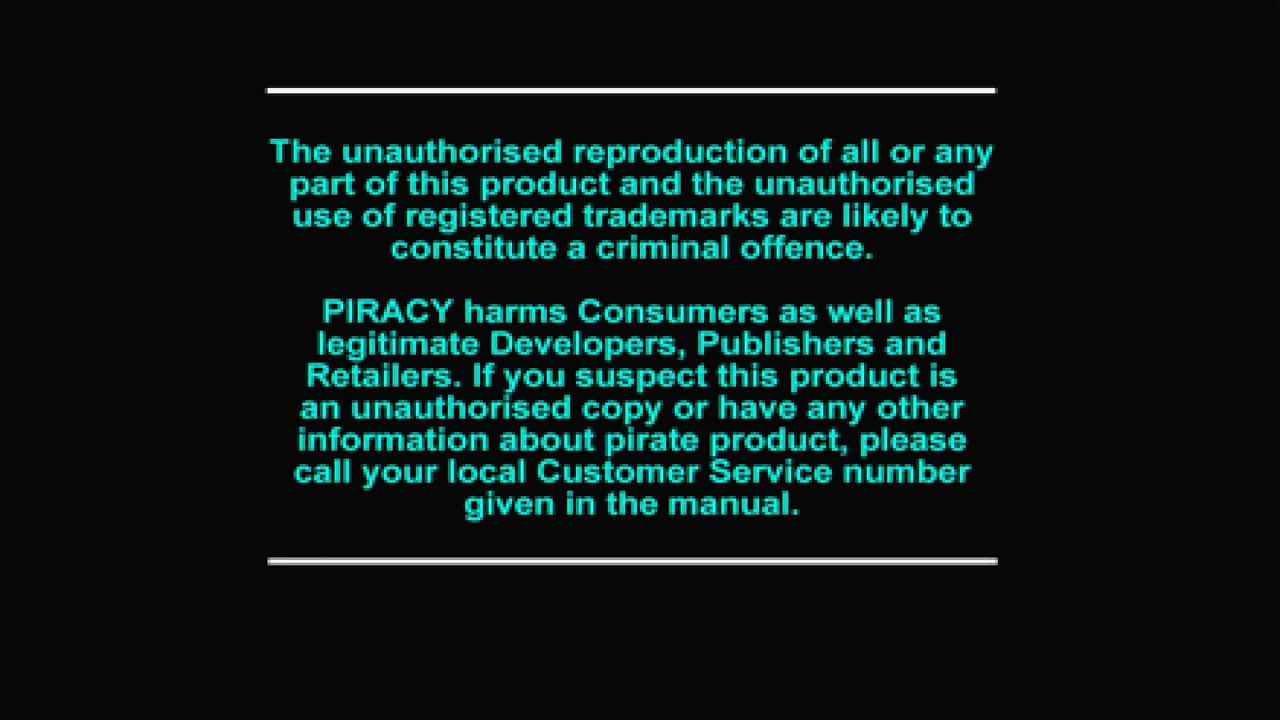 The unauthorised reproduction of all or any
part of this product and the unauthorised
use of registered trademarks are likely to
constitute a criminal offence.
PIRACY harms Consumers as well as
legitimate Developers, Publishers and
Retailers. If you suspect this product is
an unauthorised copy or have any other
information about pirate product, please
call your local Customer Service number
given in the manual.